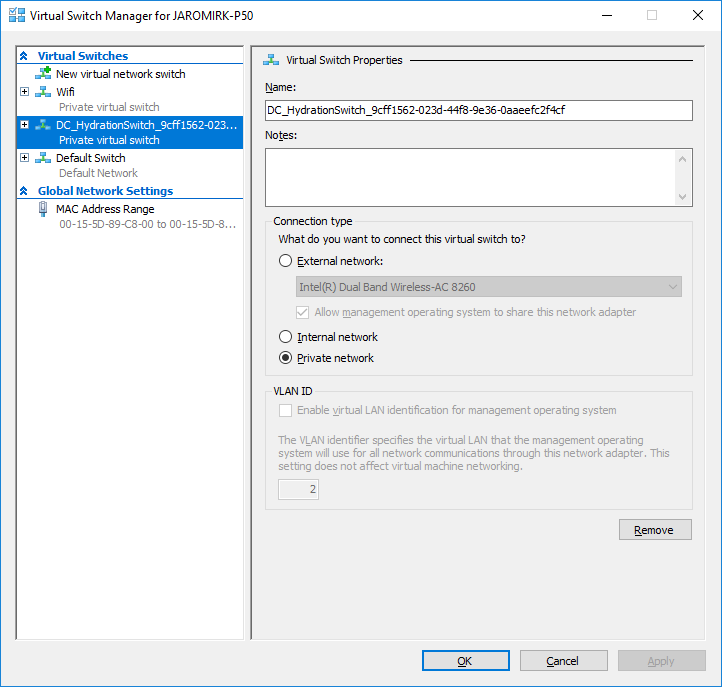 Virtual Switch Manager for JAROMIRK-P50
Virtual Switches
New virtual network switch
Wifi
Private virtual switch
DC_HydrationSwitch_9cff1562-023...
Private virtual switch
Default Switch
Default Network
Global Network Settings
MAC Address Range
00-15-5D-89-C8-00 to 00-15-5D-8...
Virtual Switch Properties
Name:
DC_HydrationSwitch_9cff1562-023d-44f8-9e36-0aaeefc2f4cf
Notes:
Connection type
What do you want to connect this virtual switch to?
External network:
Intel(R) Dual Band Wireless-AC 8260
Allow management operating system to share this network adapter
Internal network
Private network
VLAN ID
Enable virtual LAN identification for management operating system
The VLAN identifier specifies the virtual LAN that the management operating
system will use for all network communications through this network adapter. This
setting does not affect virtual machine networking.
2
Remove
OK
Cancel
Apply